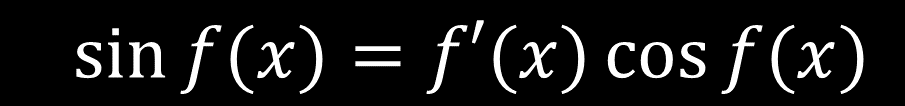 sin f(x) = f′(x) cos f(x)